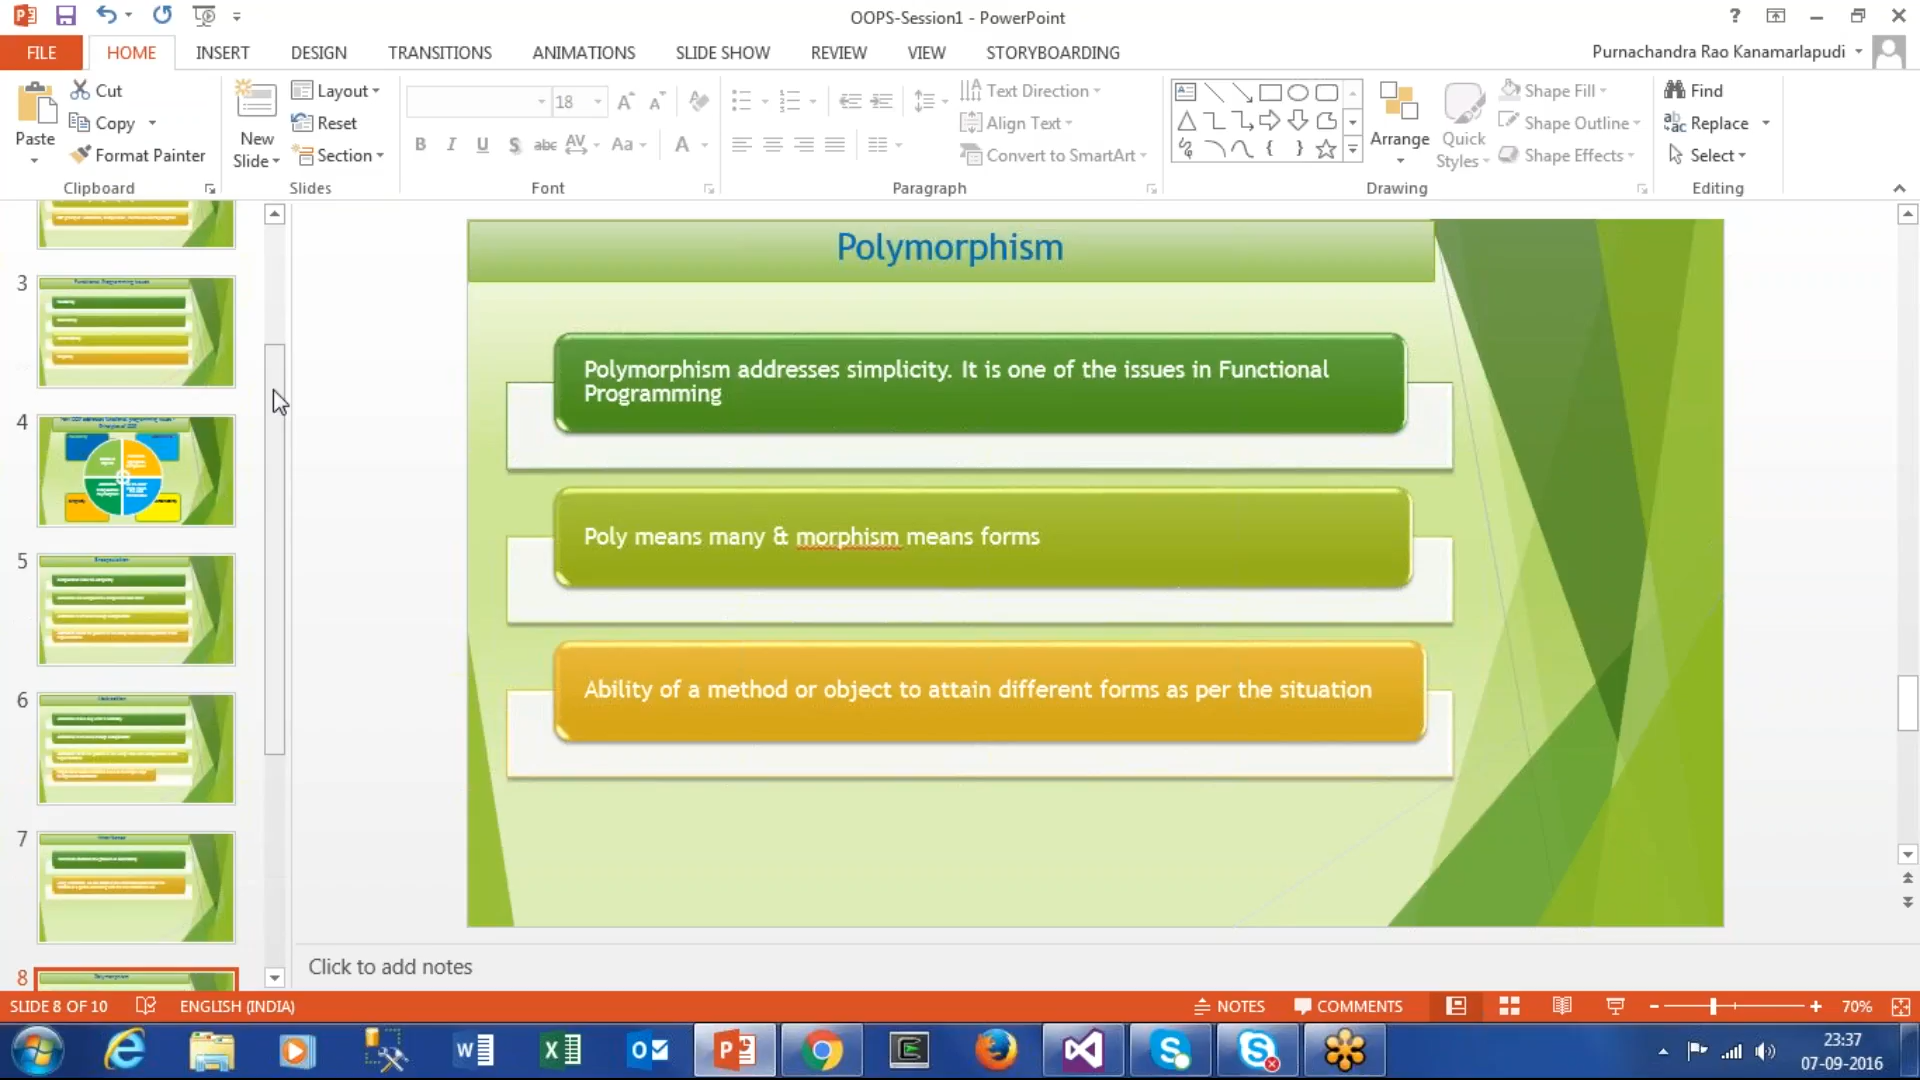 OOPS-Session1 - PowerPoint
FILE HOME INSERT DESIGN TRANSITIONS ANIMATIONS SLIDE SHOW REVIEW VIEW STORYBOARDING
Purnachandra Rao Kanamarlapudi
Paste
Cut
Copy
Format Painter
Clipboard
New
Slide
Layout
Reset
Section
Slides
18
B I U S abc AV Aa A
Font
Text Direction
Align Text
Convert to SmartArt
Paragraph
Arrange
Quick
Styles
Shape Fill
Shape Outline
Shape Effects
Drawing
Find
Replace
Select
Editing
3
4
5
6
7
8
Polymorphism
Polymorphism addresses simplicity. It is one of the issues in Functional
Programming
Poly means many & morphism means forms
Ability of a method or object to attain different forms as per the situation
Click to add notes
SLIDE 8 OF 10
ENGLISH (INDIA)
NOTES
COMMENTS
70%
23:37
07-09-2016